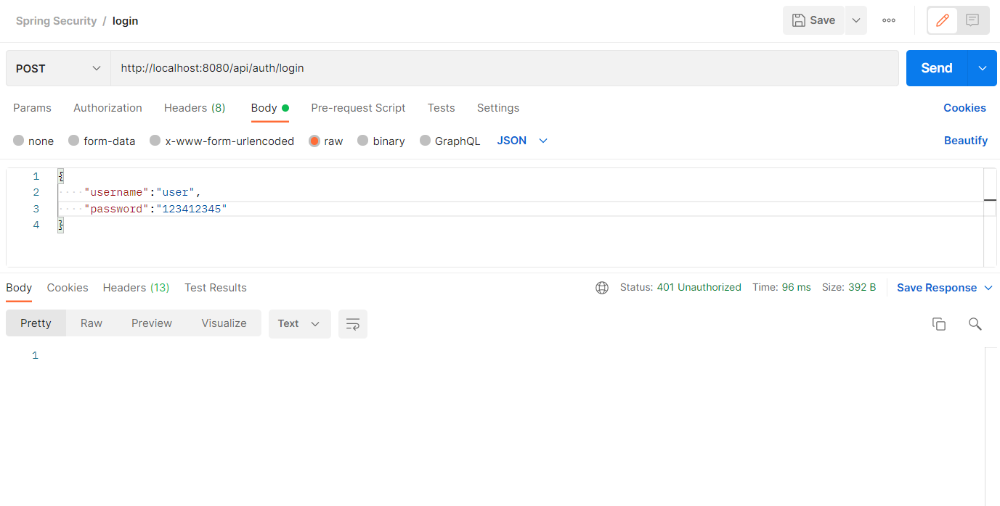 Spring Security / login
Save
POST
http://localhost:8080/api/auth/login
Send
Params Authorization Headers (8) Body Pre-request Script Tests Settings Cookies
none form-data x-www-form-urlencoded raw binary GraphQL JSON Beautify
1 {
2 ····"username":"user",
3 ····"password":"123412345"
4 }
Body Cookies Headers (13) Test Results Status: 401 Unauthorized Time: 96 ms Size: 392 B Save Response
Pretty Raw Preview Visualize Text
1